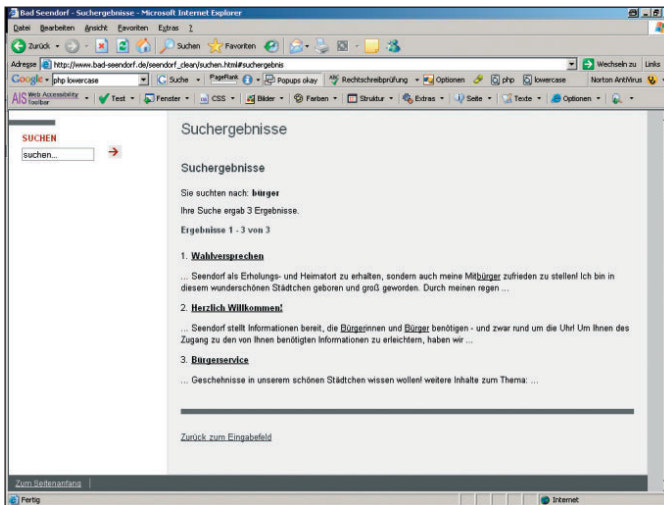 Bad Seendorf - Suchergebnisse - Microsoft Internet Explorer
Datei Bearbeiten Ansicht Favoriten Extras ?
Zurück Suchen Favoriten
Adresse http://www.bad-seendorf.de/seendorf_clean/suchen.html#suchergebnis Wechseln zu Links
Google php lowercase Suche PageRank Popups okay Rechtschreibprüfung Optionen php lowercase Norton AntiVirus
AIS Web Accessibility Toolbar Test Fenster CSS Bilder Farben Struktur Extras Seite Texte Optionen
Suchergebnisse
SUCHEN
suchen...
Suchergebnisse
Sie suchten nach: bürger
Ihre Suche ergab 3 Ergebnisse.
Ergebnisse 1 - 3 von 3
1. Wahlversprechen
... Seendorf als Erholungs- und Heimatort zu erhalten, sondern auch meine Mitbürger zufrieden zu stellen! Ich bin in
diesem wunderschönen Städtchen geboren und groß geworden. Durch meinen regen ...
2. Herzlich Willkommen!
... Seendorf stellt Informationen bereit, die Bürgerinnen und Bürger benötigen - und zwar rund um die Uhr! Um Ihnen des
Zugang zu den von Ihnen benötigten Informationen zu erleichtern, haben wir ...
3. Bürgerservice
... Geschehnisse in unserem schönen Städtchen wissen wollen! weitere Inhalte zum Thema: ...
Zurück zum Eingabefeld
Zum Seitenanfang
Fertig Internet